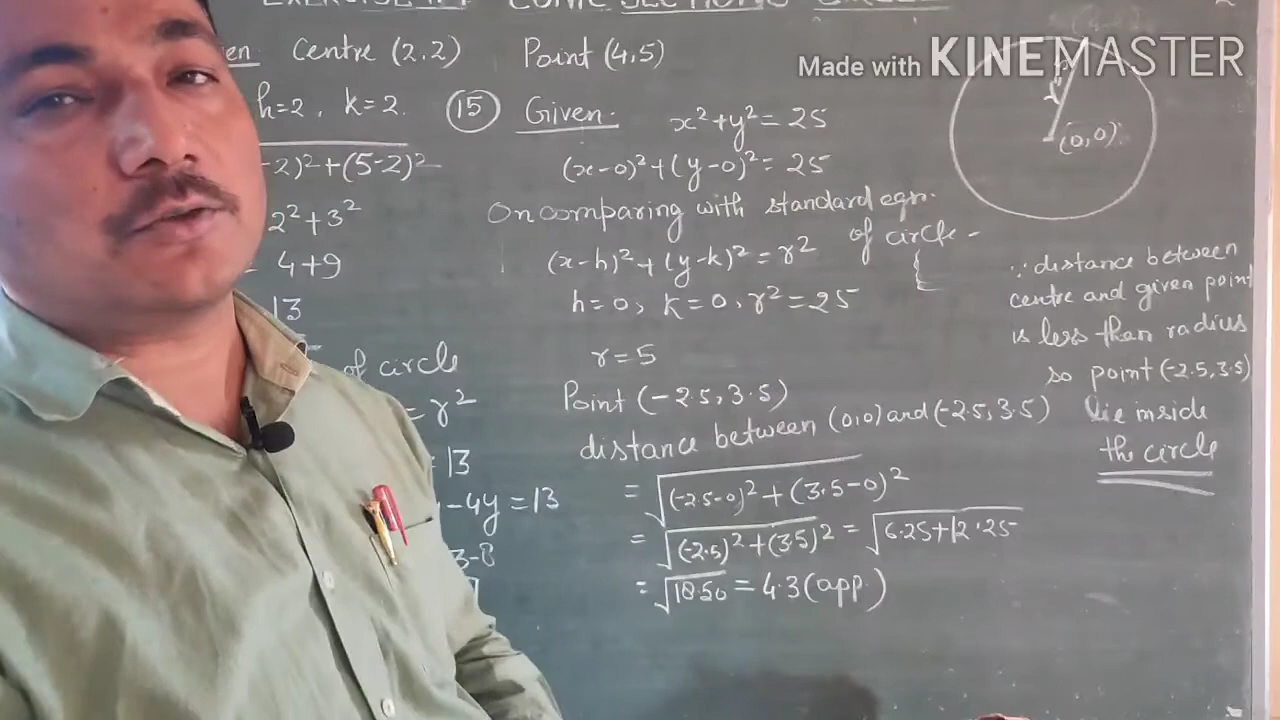 CONIC SECTIONS
Made with KINEMASTER
Centre (2,2) Point (4,5)
h=2, k=2.
-2)²+(5-2)²
2²+3²
4+9
13
of circle
= r²
13
-4y=13
3-8
(15) Given.
x²+y²=25
(x-0)²+(y-0)²=25
On comparing with standard eqn.
of circle-
(x-h)²+(y-k)²=r²
h=0, k=0, r²=25
r=5
Point (-2.5, 3.5)
distance between (0,0) and (-2.5, 3.5)
=√(-2.5-0)²+(3.5-0)²
=√(-2.5)²+(3.5)² =√6.25+12.25
=√18.50 = 4.3 (app.)
(0,0)
∵ distance between
centre and given point
is less than radius
so point (-2.5, 3.5)
lie inside
the circle